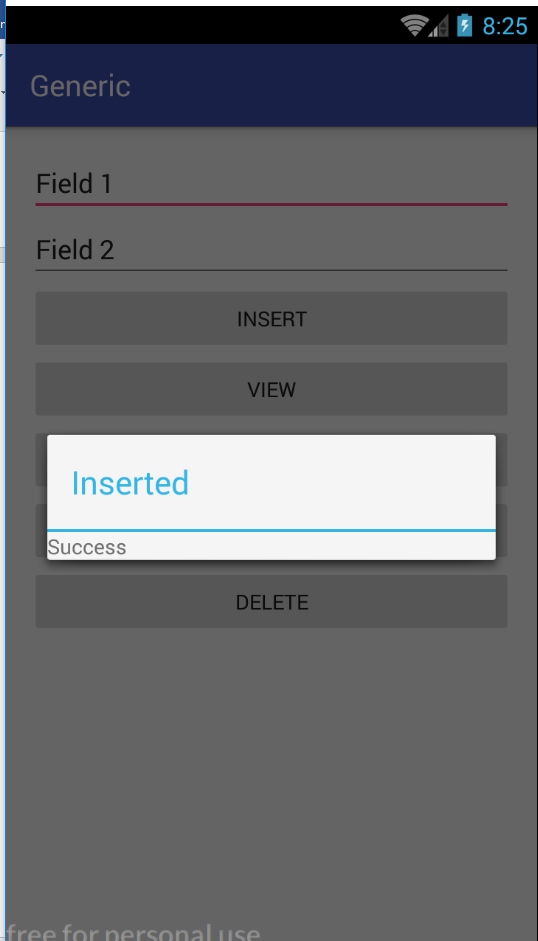 8:25
Generic
Field 1
Field 2
INSERT
VIEW
Inserted
Success
DELETE
free for personal use